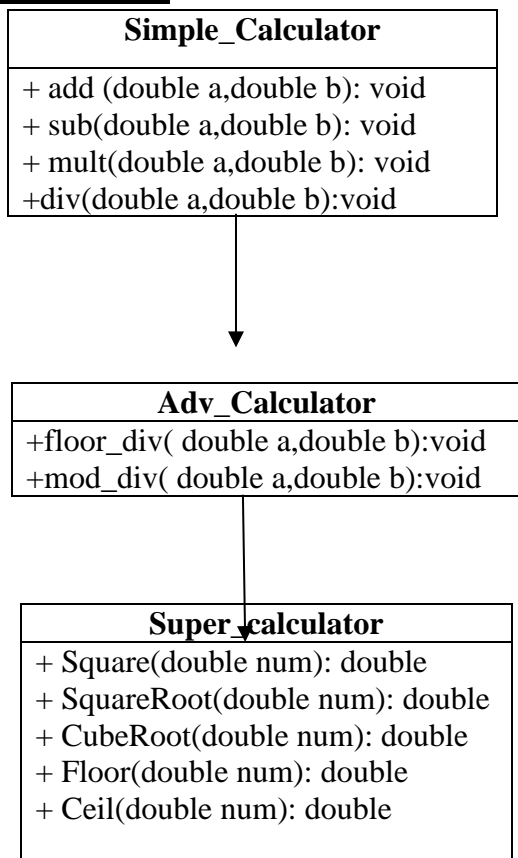 Simple_Calculator
+ add (double a,double b): void
+ sub(double a,double b): void
+ mult(double a,double b): void
+div(double a,double b):void
Adv_Calculator
+floor_div( double a,double b):void
+mod_div( double a,double b):void
Super_calculator
+ Square(double num): double
+ SquareRoot(double num): double
+ CubeRoot(double num): double
+ Floor(double num): double
+ Ceil(double num): double